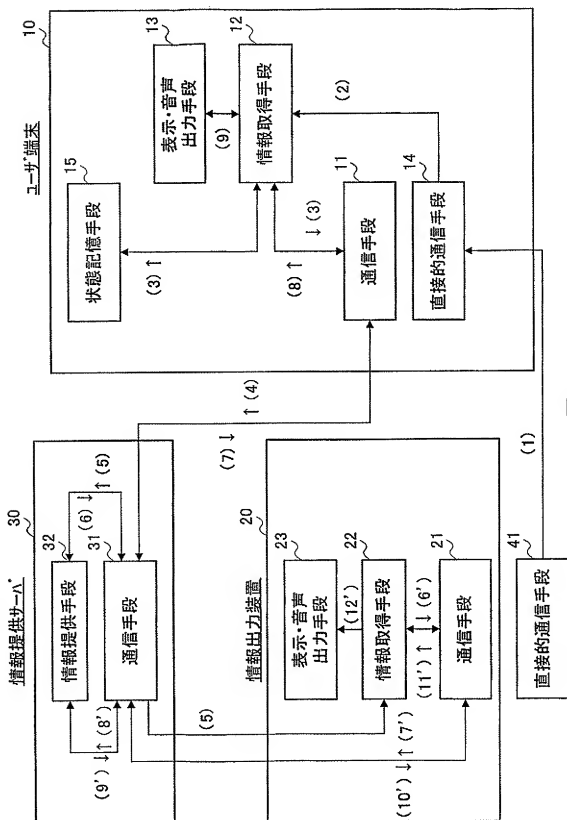 情報提供サーバ
30
情報提供手段
32
(6) ↓ ↑ (5)
通信手段
31
(9') ↓ ↑ (8')
(5)
(7) ↓ ↑ (4)
情報出力装置
20
表示・音声
出力手段
23
(12')
情報取得手段
22
(11') ↑ ↓ (6')
通信手段
21
(10') ↓ ↑ (7')
直接的通信手段
41
(1)
ユーザ端末
10
状態記憶手段
15
(3) ↑
表示・音声
出力手段
13
(9)
情報取得手段
12
(2)
(8) ↑ ↓ (3)
通信手段
11
直接的通信手段
14